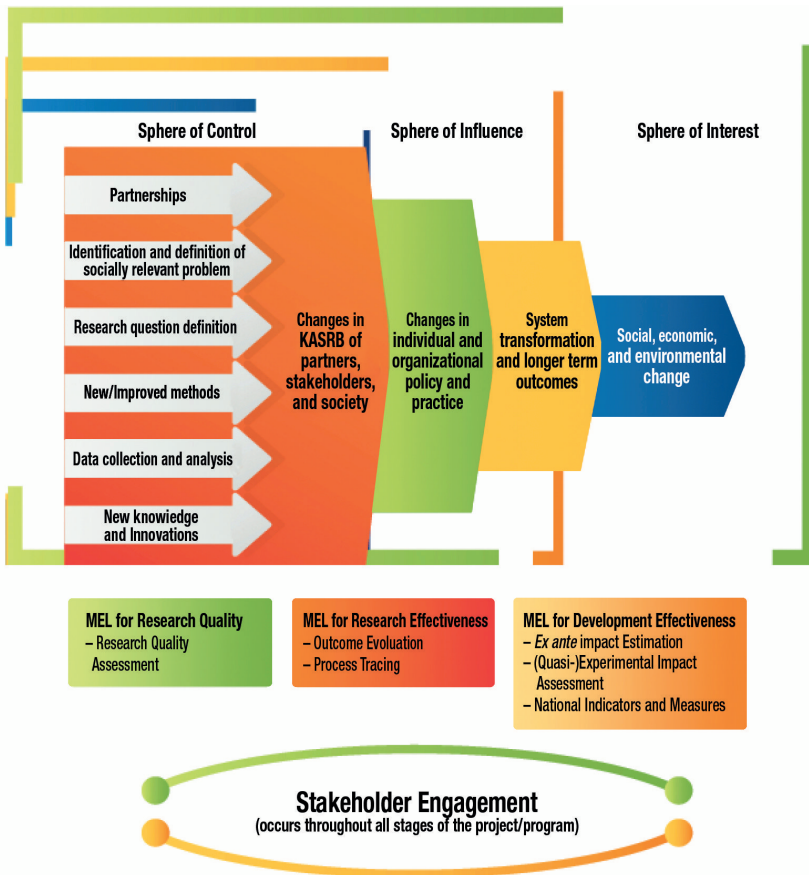 Sphere of Control
Sphere of Influence
Sphere of Interest
Partnerships
Identification and definition of
socially relevant problem
Research question definition
New/Improved methods
Data collection and analysis
New knowledge
and Innovations
Changes in
KASRB of
partners,
stakeholders,
and society
Changes in
individual and
organizational
policy and
practice
System
transformation
and longer term
outcomes
Social, economic,
and environmental
change
MEL for Research Quality
– Research Quality
Assessment
MEL for Research Effectiveness
– Outcome Evaluation
– Process Tracing
MEL for Development Effectiveness
– Ex ante impact Estimation
– (Quasi-)Experimental Impact
Assessment
– National Indicators and Measures
Stakeholder Engagement
(occurs throughout all stages of the project/program)